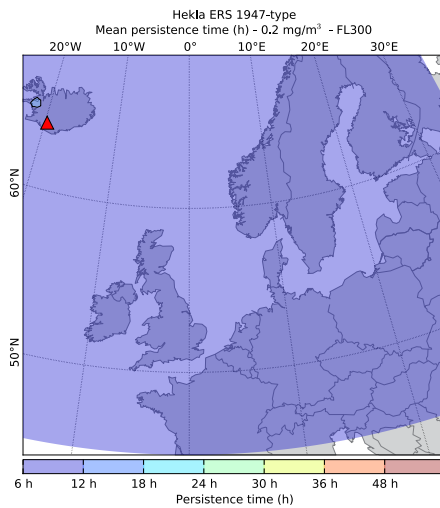 Hekla ERS 1947-type
Mean persistence time (h) - 0.2 mg/m³ - FL300
20°W 10°W 0° 10°E 20°E 30°E
60°N
50°N
6 h 12 h 18 h 24 h 30 h 36 h 48 h
Persistence time (h)